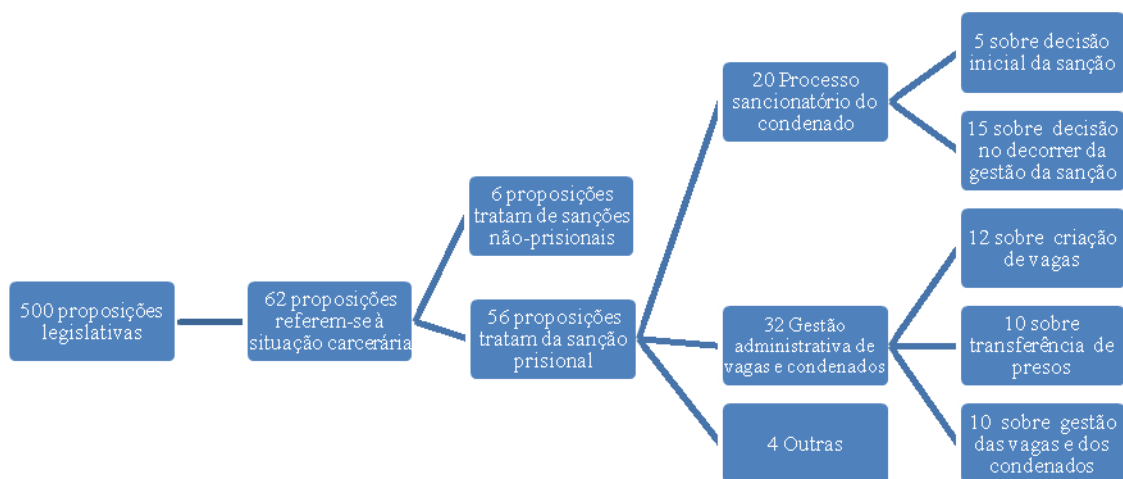 500 proposições
legislativas
62 proposições
referem-se à
situação carcerária
6 proposições
tratam de sanções
não-prisionais
56 proposições
tratam da sanção
prisional
20 Processo
sancionatório do
condenado
32 Gestão
administrativa de
vagas e condenados
4 Outras
5 sobre decisão
inicial da sanção
15 sobre decisão
no decorrer da
gestão da sanção
12 sobre criação
de vagas
10 sobre
transferência de
presos
10 sobre gestão
das vagas e dos
condenados